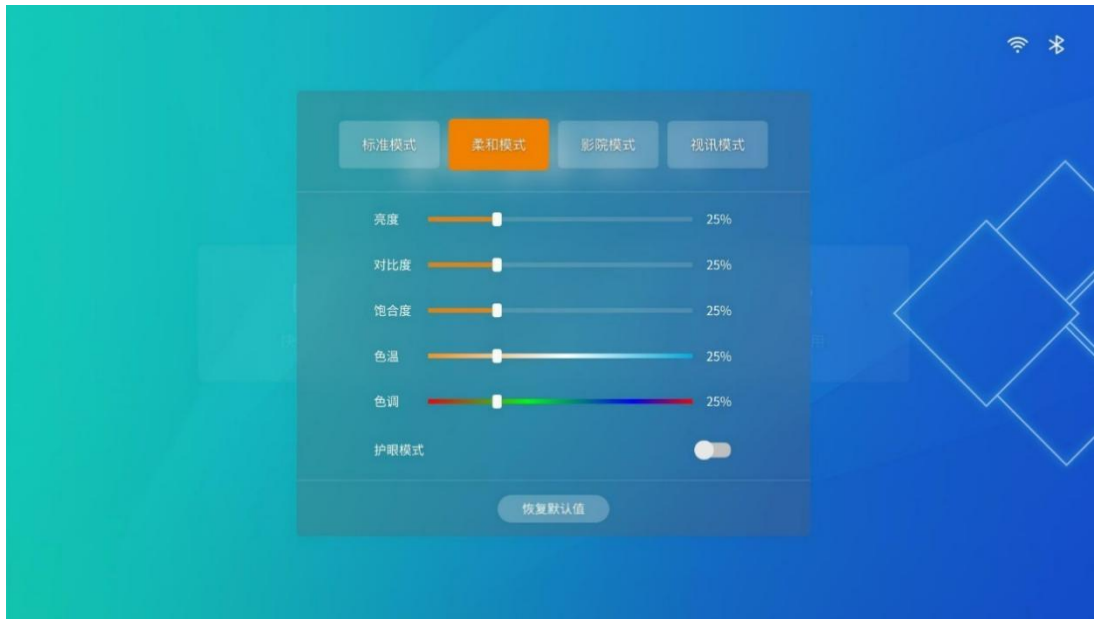 标准模式 柔和模式 影院模式 视讯模式
亮度 25%
对比度 25%
饱合度 25%
色温 25%
色调 25%
护眼模式
恢复默认值